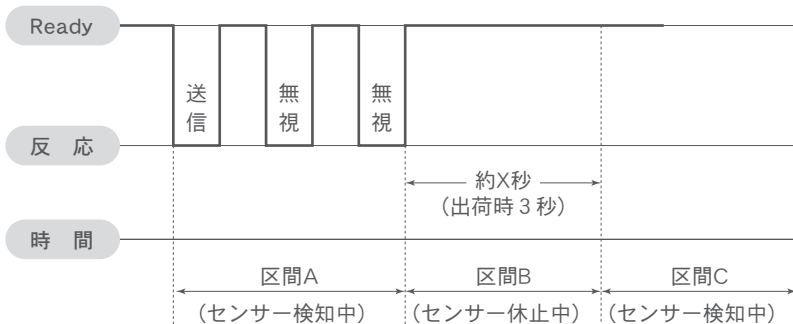 Ready
送信
無視
無視
反　応
約X秒
（出荷時３秒）
時　間
区間A
区間B
区間C
（センサー検知中）
（センサー休止中）
（センサー検知中）